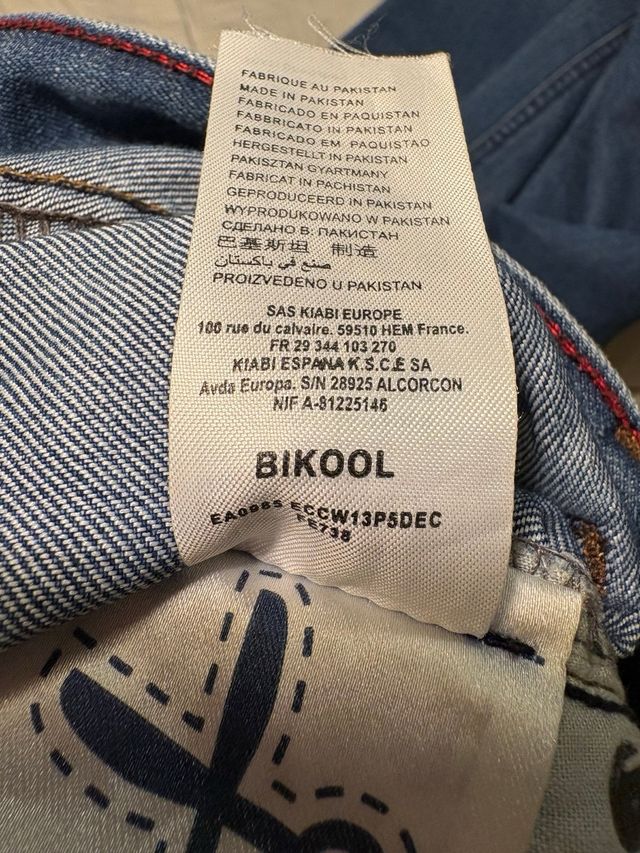 FABRIQUE AU PAKISTAN
MADE IN PAKISTAN
FABRICADO EN PAQUISTAN
FABBRICATO IN PAKISTAN
FABRICADO EM PAQUISTAO
HERGESTELLT IN PAKISTAN
PAKISZTAN GYARTMANY
FABRICAT IN PACHISTAN
GEPRODUCEERD IN PAKISTAN
WYPRODUKOWANO W PAKISTAN
СДЕЛАНО В: ПАКИСТАН
巴基斯坦 制造
صنع في باكستان
PROIZVEDENO U PAKISTAN
SAS KIABI EUROPE
100 rue du calvaire. 59510 HEM France.
FR 29 344 103 270
KIABI ESPANA K.S.C.E SA
Avda Europa. S/N 28925 ALCORCON
NIF A-81225146
BIKOOL
EA0985 ECCW13P5DEC
FE738